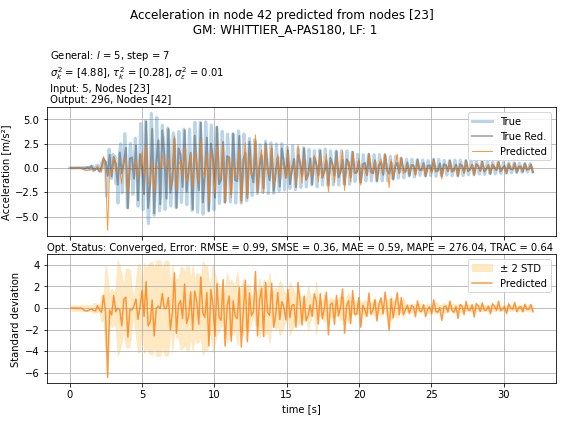 Acceleration in node 42 predicted from nodes [23]
GM: WHITTIER_A-PAS180, LF: 1
General: l = 5, step = 7
σ²ₖ = [4.88], τ²ₖ = [0.28], σ²ε = 0.01
Input: 5, Nodes [23]
Output: 296, Nodes [42]
Acceleration [m/s²]
5.0
2.5
0.0
−2.5
−5.0
True
True Red.
Predicted
Opt. Status: Converged, Error: RMSE = 0.99, SMSE = 0.36, MAE = 0.59, MAPE = 276.04, TRAC = 0.64
Standard deviation
4
2
0
−2
−4
−6
± 2 STD
Predicted
0
5
10
15
20
25
30
time [s]